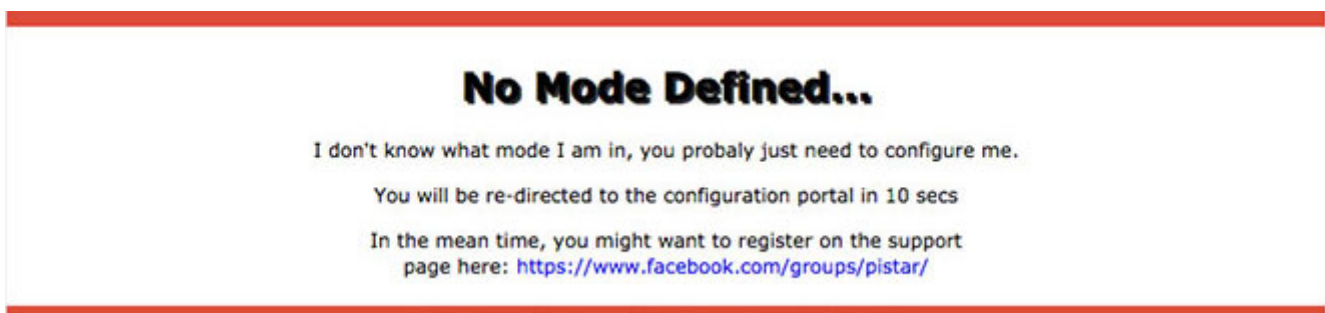 No Mode Defined...
I don't know what mode I am in, you probaly just need to configure me.
You will be re-directed to the configuration portal in 10 secs
In the mean time, you might want to register on the support
page here: https://www.facebook.com/groups/pistar/